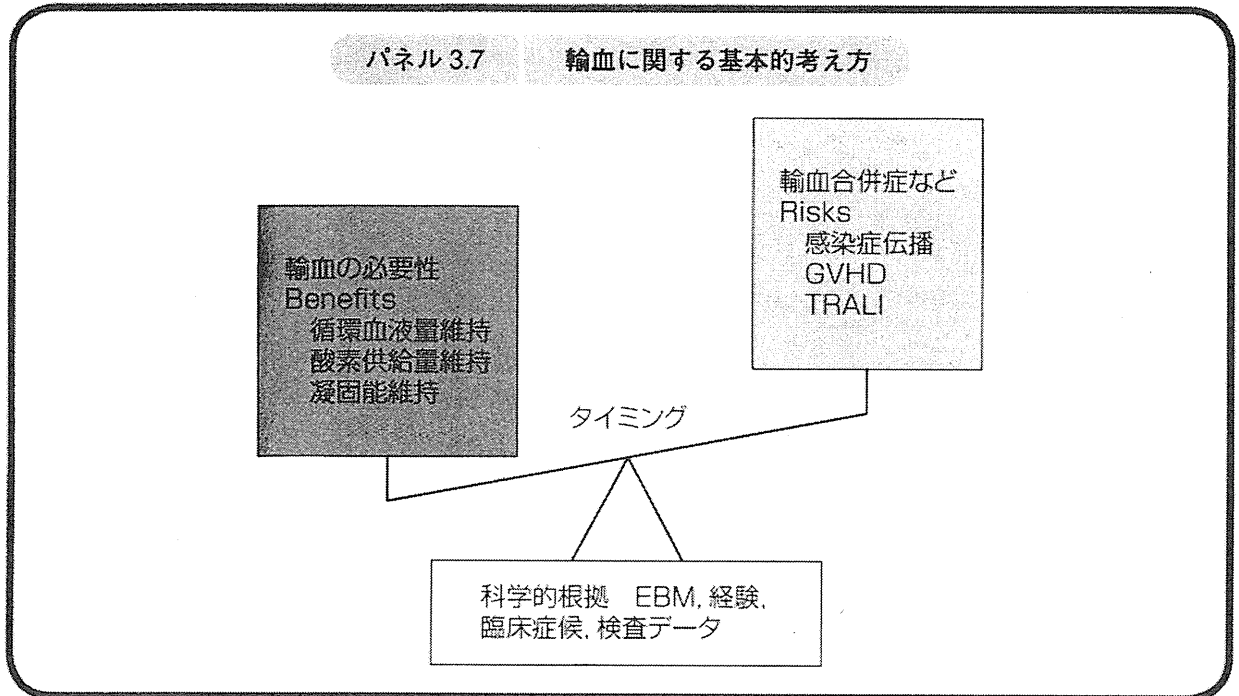 パネル 3.7　輸血に関する基本的考え方
輸血の必要性
Benefits
循環血液量維持
酸素供給量維持
凝固能維持
輸血合併症など
Risks
感染症伝播
GVHD
TRALI
タイミング
科学的根拠　EBM, 経験,
臨床症候, 検査データ